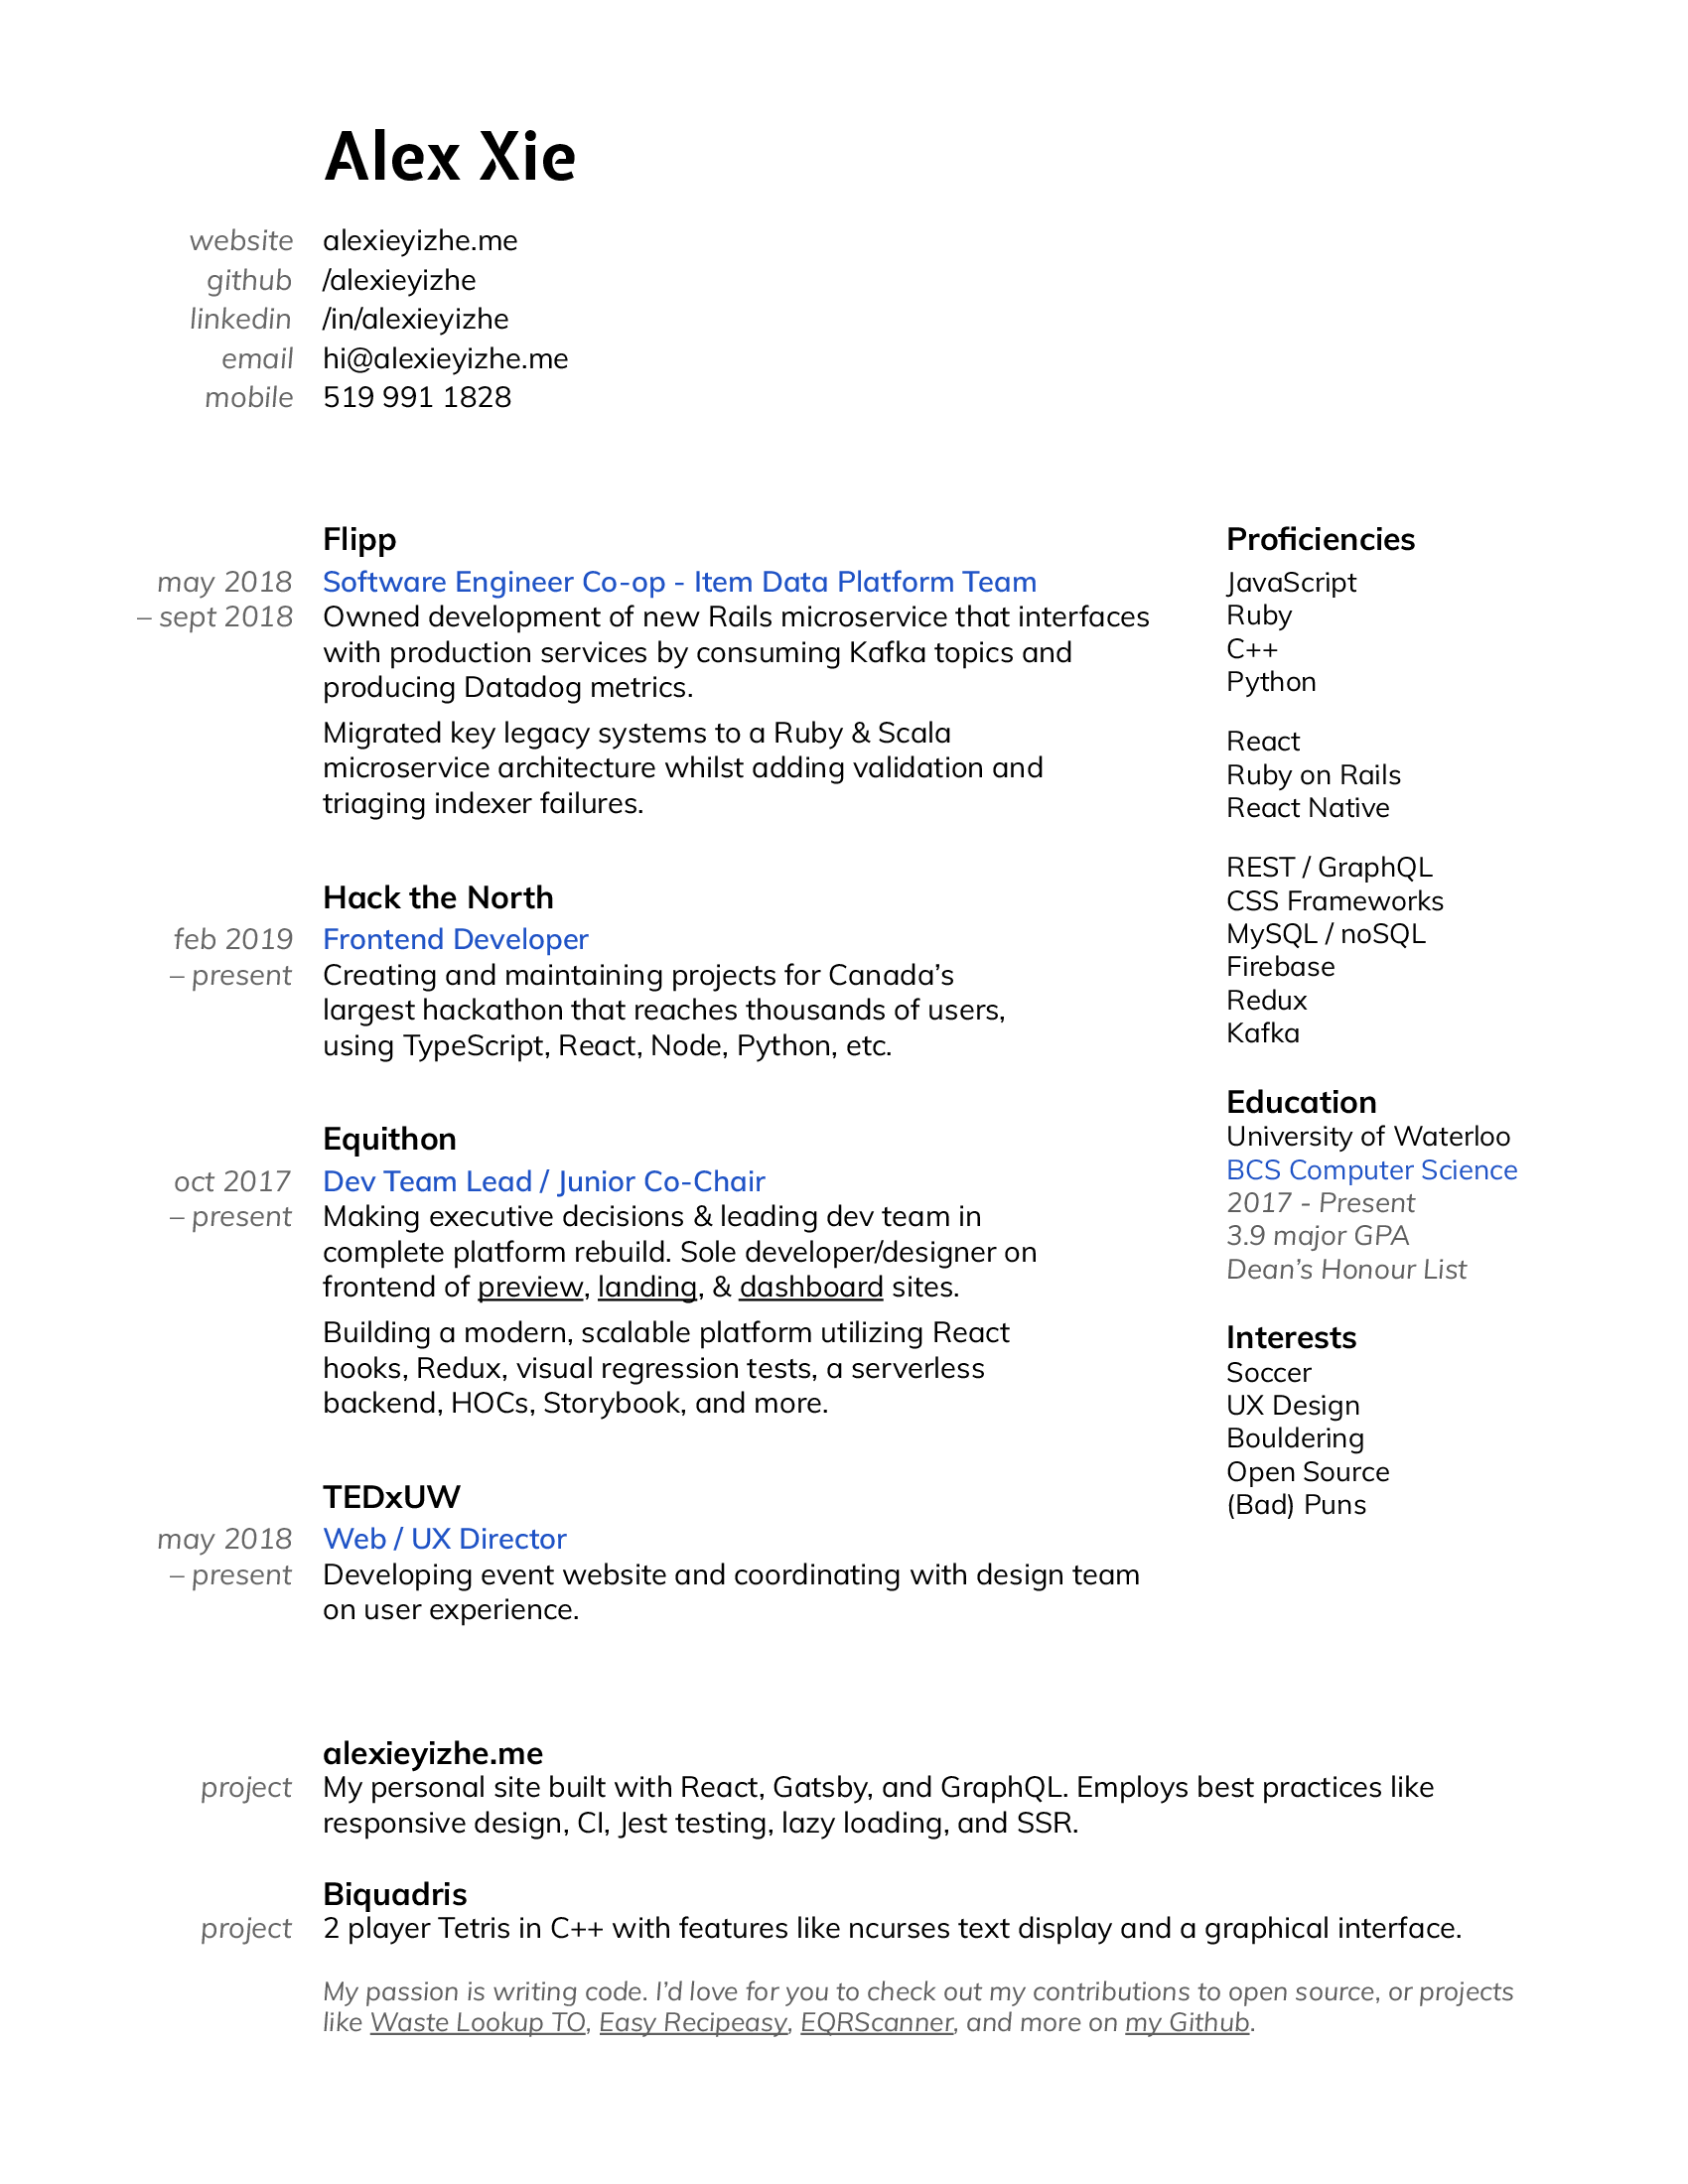 Alex Xie
website alexieyizhe.me
github /alexieyizhe
linkedin /in/alexieyizhe
email hi@alexieyizhe.me
mobile 519 991 1828
Flipp
may 2018 Software Engineer Co-op - Item Data Platform Team
– sept 2018 Owned development of new Rails microservice that interfaces
with production services by consuming Kafka topics and
producing Datadog metrics.
Migrated key legacy systems to a Ruby & Scala
microservice architecture whilst adding validation and
triaging indexer failures.
Hack the North
feb 2019 Frontend Developer
– present Creating and maintaining projects for Canada’s
largest hackathon that reaches thousands of users,
using TypeScript, React, Node, Python, etc.
Equithon
oct 2017 Dev Team Lead / Junior Co-Chair
– present Making executive decisions & leading dev team in
complete platform rebuild. Sole developer/designer on
frontend of preview, landing, & dashboard sites.
Building a modern, scalable platform utilizing React
hooks, Redux, visual regression tests, a serverless
backend, HOCs, Storybook, and more.
TEDxUW
may 2018 Web / UX Director
– present Developing event website and coordinating with design team
on user experience.
Proficiencies
JavaScript
Ruby
C++
Python
React
Ruby on Rails
React Native
REST / GraphQL
CSS Frameworks
MySQL / noSQL
Firebase
Redux
Kafka
Education
University of Waterloo
BCS Computer Science
2017 - Present
3.9 major GPA
Dean’s Honour List
Interests
Soccer
UX Design
Bouldering
Open Source
(Bad) Puns
alexieyizhe.me
project My personal site built with React, Gatsby, and GraphQL. Employs best practices like
responsive design, CI, Jest testing, lazy loading, and SSR.
Biquadris
project 2 player Tetris in C++ with features like ncurses text display and a graphical interface.
My passion is writing code. I’d love for you to check out my contributions to open source, or projects
like Waste Lookup TO, Easy Recipeasy, EQRScanner, and more on my Github.